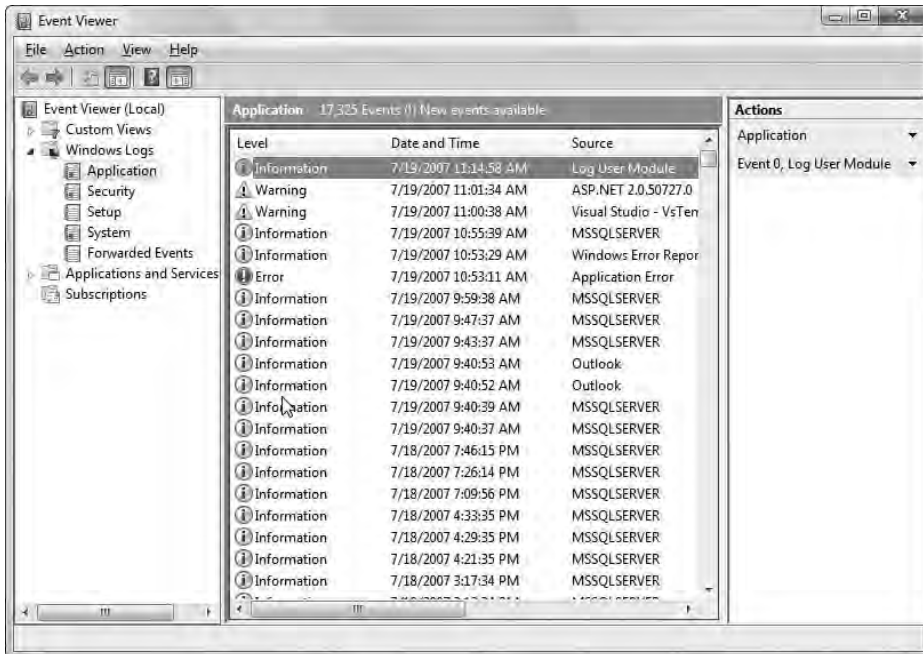 Event Viewer
File Action View Help
Event Viewer (Local)
Custom Views
Windows Logs
Application
Security
Setup
System
Forwarded Events
Applications and Services
Subscriptions
Application 17,325 Events (!) New events available
Level Date and Time Source
Information 7/19/2007 11:14:58 AM Log User Module
Warning 7/19/2007 11:01:34 AM ASP.NET 2.0.50727.0
Warning 7/19/2007 11:00:38 AM Visual Studio - VsTem
Information 7/19/2007 10:55:39 AM MSSQLSERVER
Information 7/19/2007 10:53:29 AM Windows Error Repor
Error 7/19/2007 10:53:11 AM Application Error
Information 7/19/2007 9:59:38 AM MSSQLSERVER
Information 7/19/2007 9:47:37 AM MSSQLSERVER
Information 7/19/2007 9:43:37 AM MSSQLSERVER
Information 7/19/2007 9:40:53 AM Outlook
Information 7/19/2007 9:40:52 AM Outlook
Information 7/19/2007 9:40:39 AM MSSQLSERVER
Information 7/19/2007 9:40:37 AM MSSQLSERVER
Information 7/18/2007 7:46:15 PM MSSQLSERVER
Information 7/18/2007 7:26:14 PM MSSQLSERVER
Information 7/18/2007 7:09:56 PM MSSQLSERVER
Information 7/18/2007 4:33:35 PM MSSQLSERVER
Information 7/18/2007 4:29:35 PM MSSQLSERVER
Information 7/18/2007 4:21:35 PM MSSQLSERVER
Information 7/18/2007 3:17:34 PM MSSQLSERVER
Actions
Application
Event 0, Log User Module